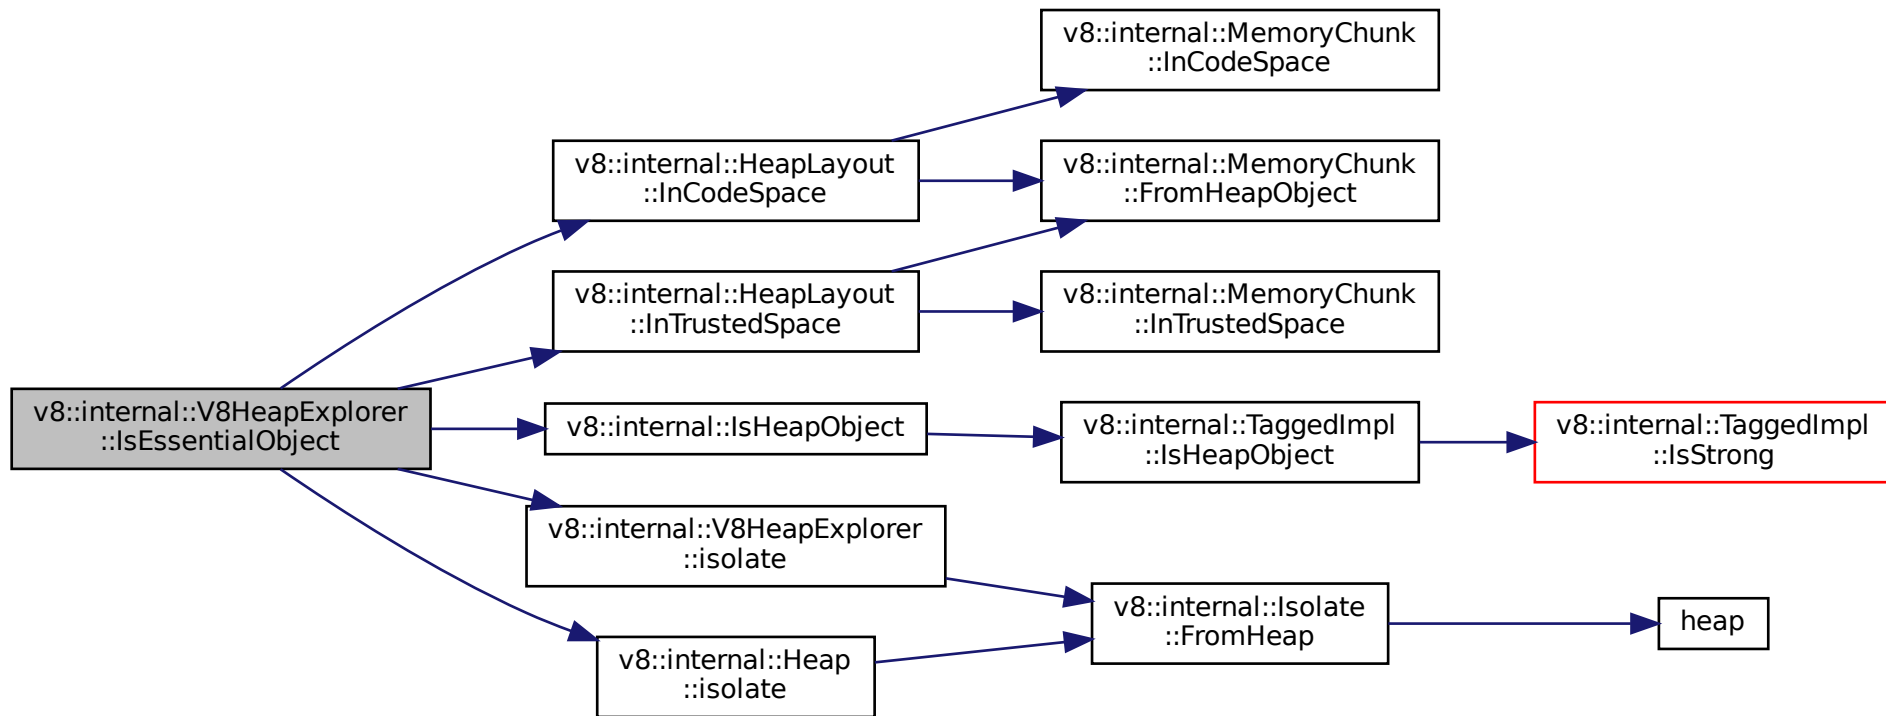 v8::internal::MemoryChunk
::InCodeSpace
v8::internal::HeapLayout
::InCodeSpace
v8::internal::MemoryChunk
::FromHeapObject
v8::internal::HeapLayout
::InTrustedSpace
v8::internal::MemoryChunk
::InTrustedSpace
v8::internal::V8HeapExplorer
::IsEssentialObject
v8::internal::IsHeapObject
v8::internal::TaggedImpl
::IsHeapObject
v8::internal::TaggedImpl
::IsStrong
v8::internal::V8HeapExplorer
::isolate
v8::internal::Isolate
::FromHeap
heap
v8::internal::Heap
::isolate